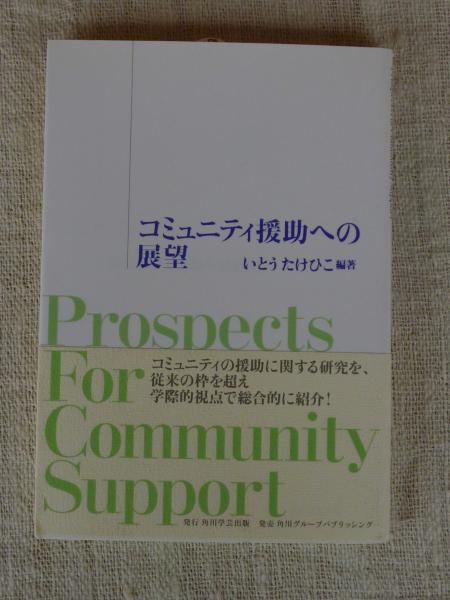 コミュニティ援助への
展望
いとうたけひこ編著
Prospects
For
Community
Support
コミュニティの援助に関する研究を、
従来の枠を超え
学際的視点で総合的に紹介!
発行 角川学芸出版 発売 角川グループパブリッシング